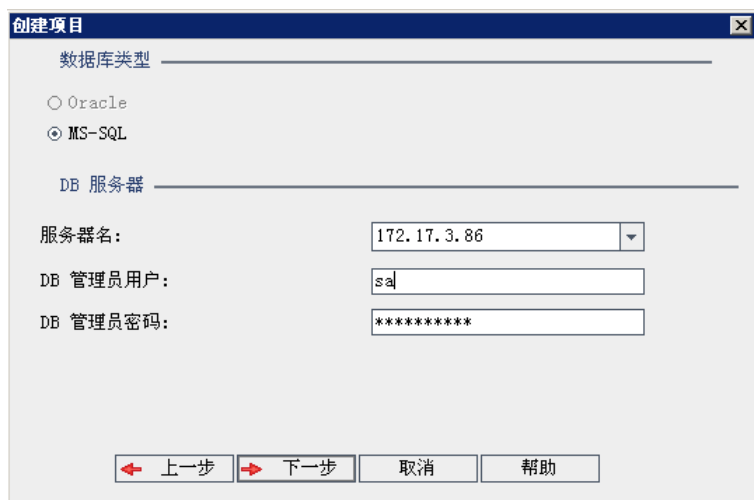 创建项目
数据库类型
Oracle
MS-SQL
DB 服务器
服务器名: 172.17.3.86
DB 管理员用户: sa
DB 管理员密码: **********
上一步 下一步 取消 帮助